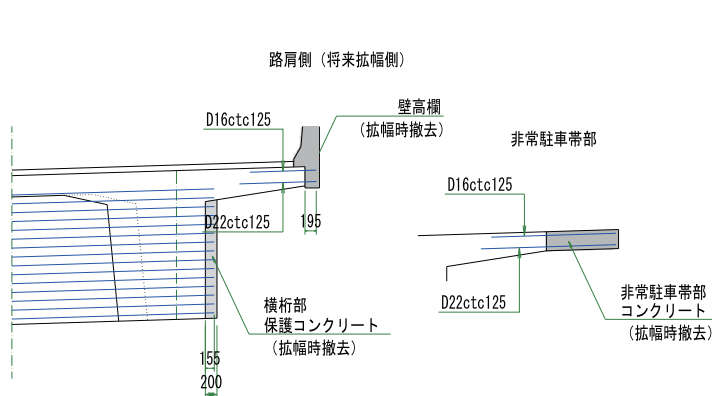 路肩側（将来拡幅側）
D16ctc125
壁高欄
（拡幅時撤去）
D22ctc125
195
横桁部
保護コンクリート
（拡幅時撤去）
155
200
非常駐車帯部
D16ctc125
D22ctc125
非常駐車帯部
コンクリート
（拡幅時撤去）